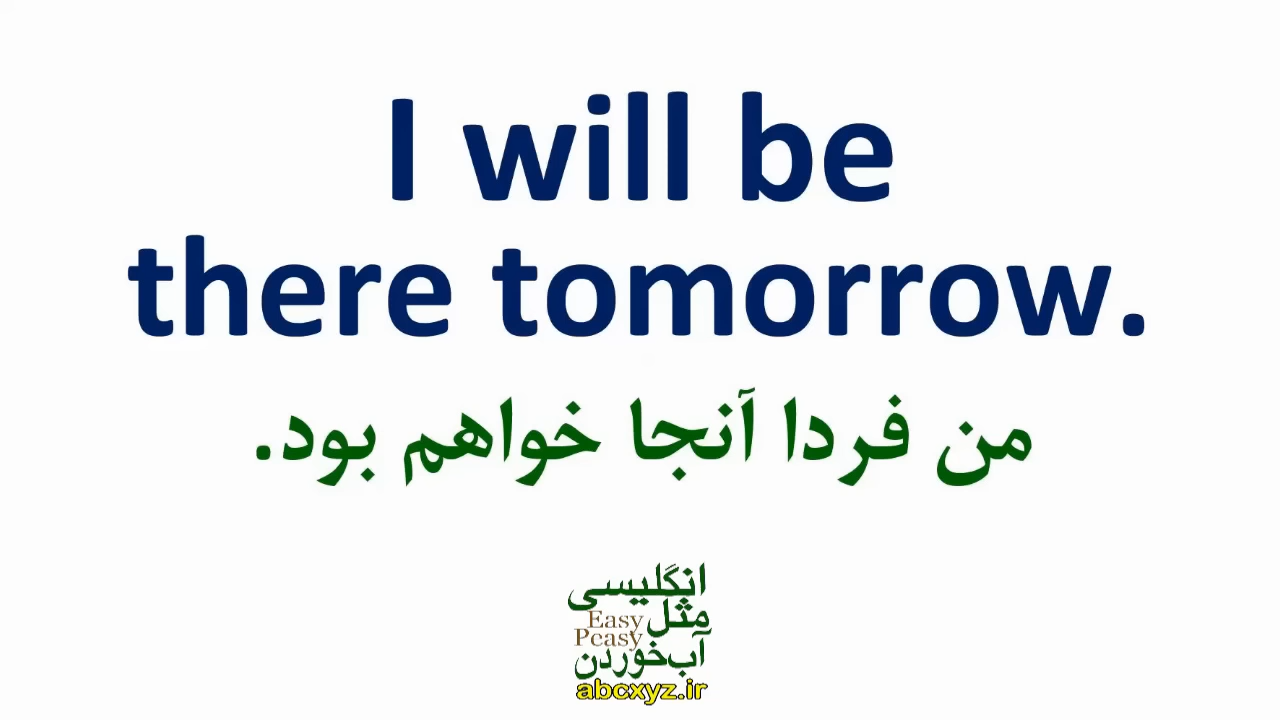 I will be
there tomorrow.
من فردا آنجا خواهم بود.
انگلیسی
مثل
Easy
Peasy
آب‌خوردن
abcxyz.ir